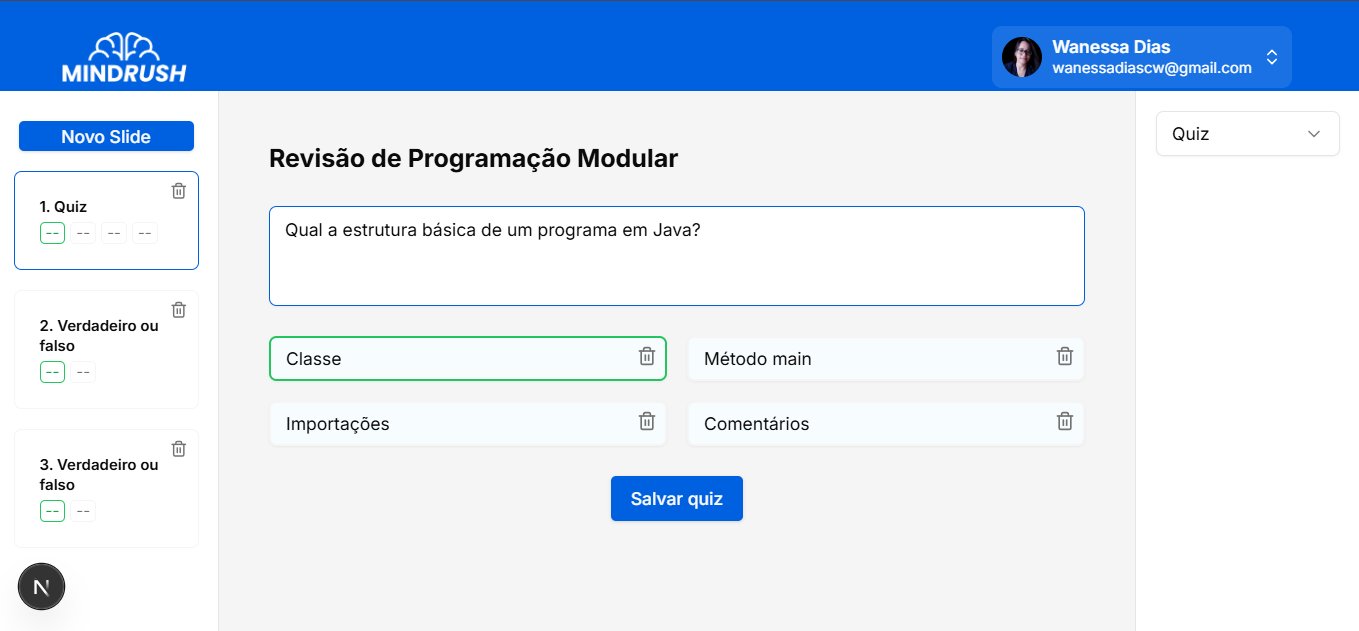 MINDRUSH
Wanessa Dias
wanessadiascw@gmail.com
Novo Slide
1. Quiz
-- -- -- --
2. Verdadeiro ou
falso
-- --
3. Verdadeiro ou
falso
-- --
N
Revisão de Programação Modular
Qual a estrutura básica de um programa em Java?
Classe
Método main
Importações
Comentários
Salvar quiz
Quiz